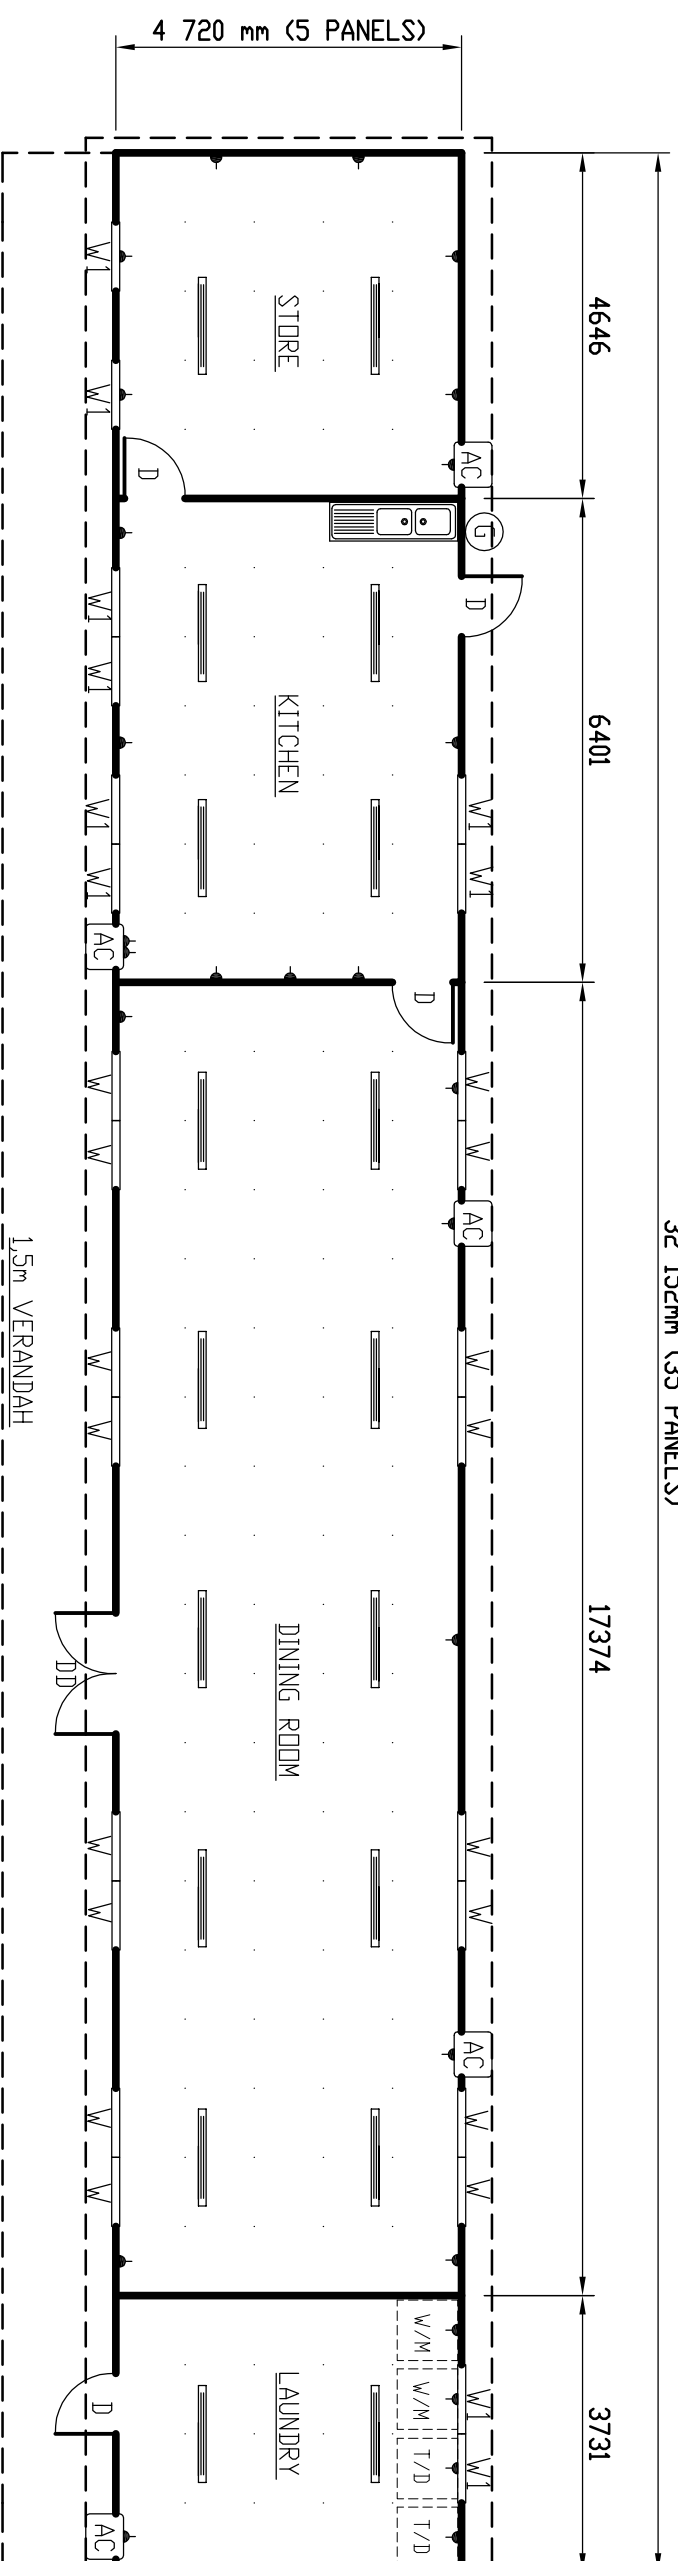 4 720 mm (5 PANELS)
4646
W1
STORE
W1
AC
D
G
D
W1
W1
KITCHEN
6401
W1
W1
W1
W1
AC
D
W
W
W
W
AC
32 152mm (35 PANELS)
1,5m VERANDAH
W
W
W
W
17374
DD
DINING ROOM
W
W
W
W
AC
W
W
W
W
W/M
W/M
W1
LAUNDRY
3731
D
T/D
W1
AC
T/D